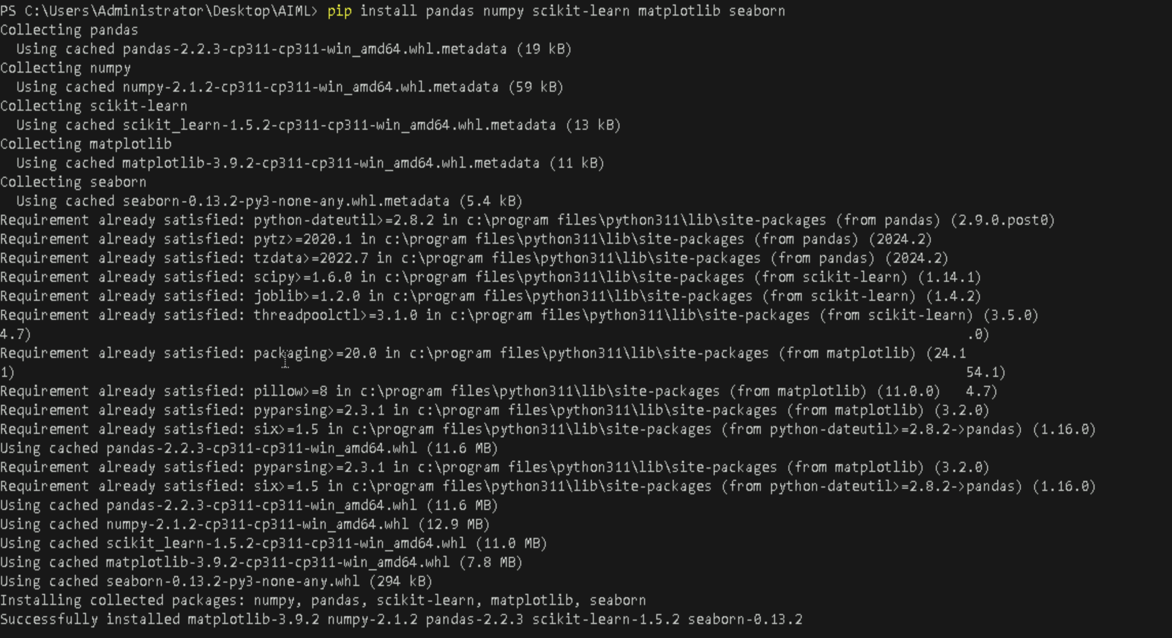 PS C:\Users\Administrator\Desktop\AIML> pip install pandas numpy scikit-learn matplotlib seaborn
Collecting pandas
  Using cached pandas-2.2.3-cp311-cp311-win_amd64.whl.metadata (19 kB)
Collecting numpy
  Using cached numpy-2.1.2-cp311-cp311-win_amd64.whl.metadata (59 kB)
Collecting scikit-learn
  Using cached scikit_learn-1.5.2-cp311-cp311-win_amd64.whl.metadata (13 kB)
Collecting matplotlib
  Using cached matplotlib-3.9.2-cp311-cp311-win_amd64.whl.metadata (11 kB)
Collecting seaborn
  Using cached seaborn-0.13.2-py3-none-any.whl.metadata (5.4 kB)
Requirement already satisfied: python-dateutil>=2.8.2 in c:\program files\python311\lib\site-packages (from pandas) (2.9.0.post0)
Requirement already satisfied: pytz>=2020.1 in c:\program files\python311\lib\site-packages (from pandas) (2024.2)
Requirement already satisfied: tzdata>=2022.7 in c:\program files\python311\lib\site-packages (from pandas) (2024.2)
Requirement already satisfied: scipy>=1.6.0 in c:\program files\python311\lib\site-packages (from scikit-learn) (1.14.1)
Requirement already satisfied: joblib>=1.2.0 in c:\program files\python311\lib\site-packages (from scikit-learn) (1.4.2)
Requirement already satisfied: threadpoolctl>=3.1.0 in c:\program files\python311\lib\site-packages (from scikit-learn) (3.5.0)
4.7) .0)
Requirement already satisfied: packaging>=20.0 in c:\program files\python311\lib\site-packages (from matplotlib) (24.1
1) 54.1)
Requirement already satisfied: pillow>=8 in c:\program files\python311\lib\site-packages (from matplotlib) (11.0.0) 4.7)
Requirement already satisfied: pyparsing>=2.3.1 in c:\program files\python311\lib\site-packages (from matplotlib) (3.2.0)
Requirement already satisfied: six>=1.5 in c:\program files\python311\lib\site-packages (from python-dateutil>=2.8.2->pandas) (1.16.0)
Using cached pandas-2.2.3-cp311-cp311-win_amd64.whl (11.6 MB)
Requirement already satisfied: pyparsing>=2.3.1 in c:\program files\python311\lib\site-packages (from matplotlib) (3.2.0)
Requirement already satisfied: six>=1.5 in c:\program files\python311\lib\site-packages (from python-dateutil>=2.8.2->pandas) (1.16.0)
Using cached pandas-2.2.3-cp311-cp311-win_amd64.whl (11.6 MB)
Using cached numpy-2.1.2-cp311-cp311-win_amd64.whl (12.9 MB)
Using cached scikit_learn-1.5.2-cp311-cp311-win_amd64.whl (11.0 MB)
Using cached matplotlib-3.9.2-cp311-cp311-win_amd64.whl (7.8 MB)
Using cached seaborn-0.13.2-py3-none-any.whl (294 kB)
Installing collected packages: numpy, pandas, scikit-learn, matplotlib, seaborn
Successfully installed matplotlib-3.9.2 numpy-2.1.2 pandas-2.2.3 scikit-learn-1.5.2 seaborn-0.13.2